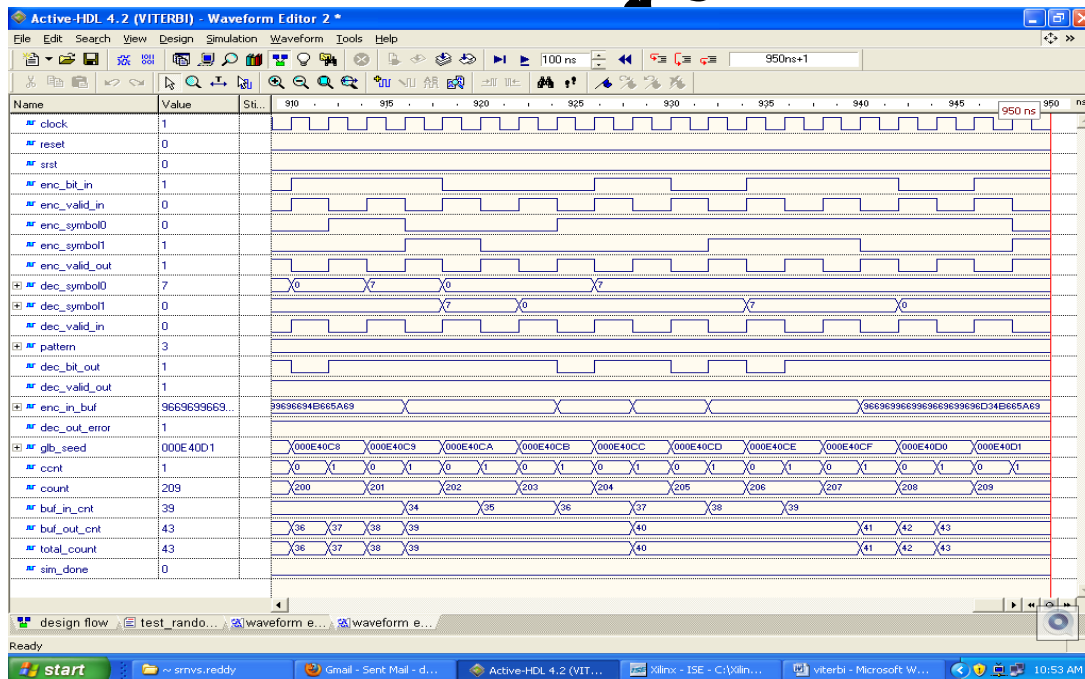 Active-HDL 4.2 (VITERBI) - Waveform Editor 2 *
File Edit Search View Design Simulation Waveform Tools Help
100 ns 950ns+1
Name Value Sti... 910 915 920 925 930 935 940 945 950 ns
950 ns
clock 1
reset 0
srst 0
enc_bit_in 1
enc_valid_in 0
enc_symbol0 0
enc_symbol1 1
enc_valid_out 1
dec_symbol0 7 0 7 0 7
dec_symbol1 0 7 0 7 0
dec_valid_in 0
pattern 3
dec_bit_out 1
dec_valid_out 1
enc_in_buf 9669699669... 99696694B665A69 9669699669969669699696D34B665A69
dec_out_error 1
glb_seed 000E40D1 000E40C8 000E40C9 000E40CA 000E40CB 000E40CC 000E40CD 000E40CE 000E40CF 000E40D0 000E40D1
ccnt 1 0 1 0 1 0 1 0 1 0 1 0 1 0 1 0 1 0 1 0 1
count 209 200 201 202 203 204 205 206 207 208 209
buf_in_cnt 39 34 35 36 37 38 39
buf_out_cnt 43 36 37 38 39 40 41 42 43
total_count 43 36 37 38 39 40 41 42 43
sim_done 0
design flow test_rando... waveform e... waveform e...
Ready
start ~ srnvs.reddy Gmail - Sent Mail - d... Active-HDL 4.2 (VIT... Xilinx - ISE - C:\Xilin... viterbi - Microsoft W... 10:53 AM